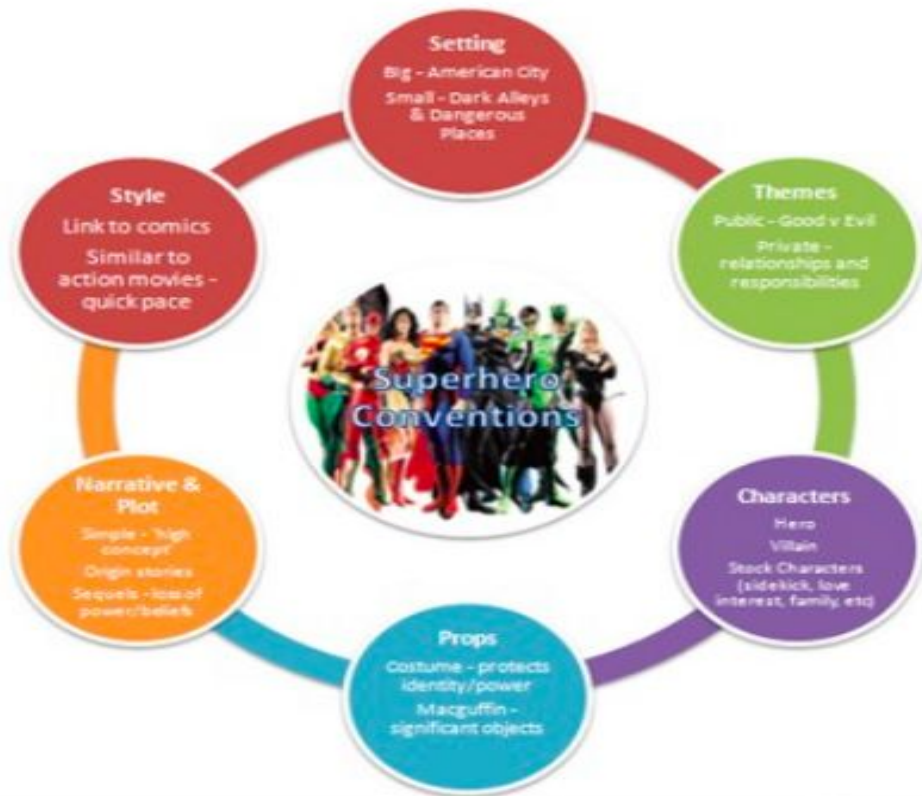 Setting
Big - American City
Small - Dark Alleys
& Dangerous
Places
Themes
Public - Good v Evil
Private -
relationships and
responsibilities
Characters
Hero
Villain
Stock Characters
(sidekick, love
interest, family, etc)
Props
Costume - protects
identity/power
Macguffin -
significant objects
Narrative &
Plot
Simple - "high
concept"
Origin stories
Sequels - loss of
power/beliefs
Style
Link to comics
Similar to
action movies -
quick pace
Superhero
Conventions